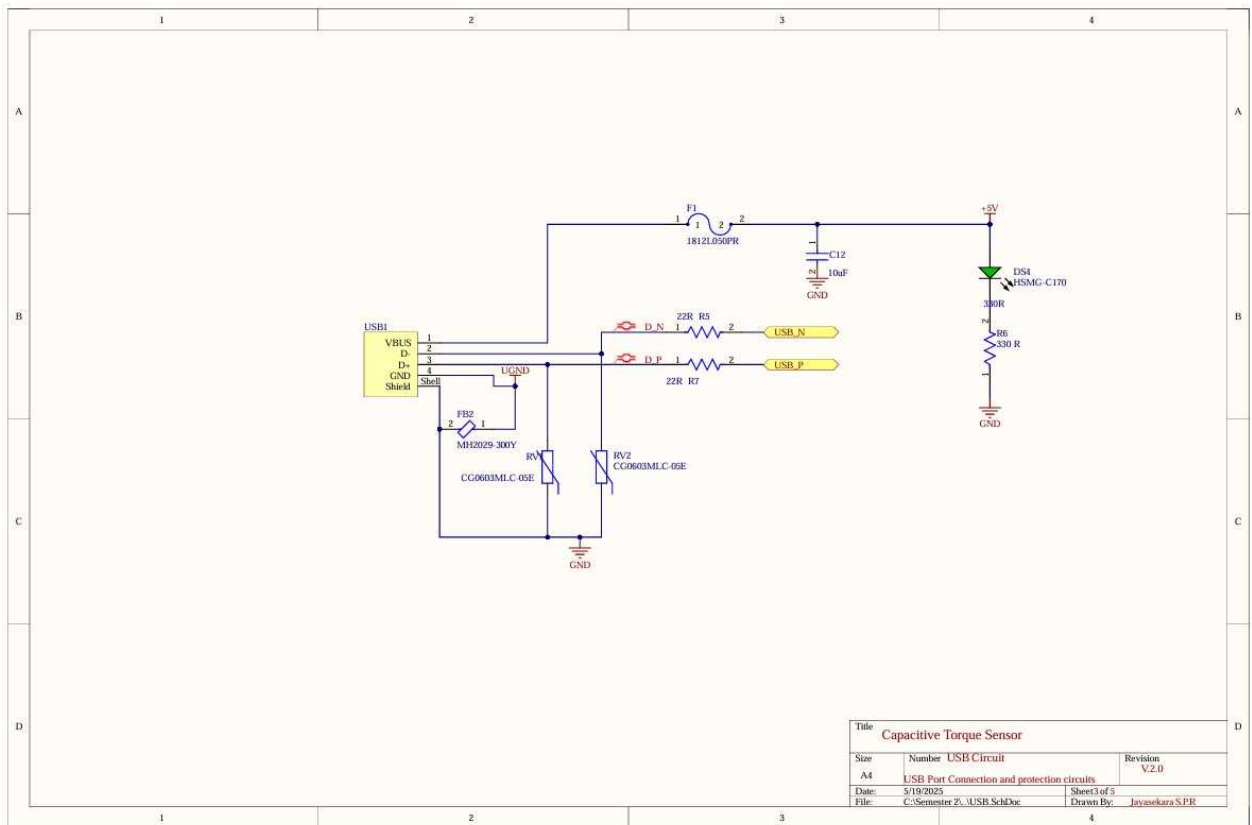 1 2 3 4
A A
F1
+5V
1 1 2 2
1812L050PR
1
C12
2 10uF
GND
DS4
HSMG-C170
330R
B B
2
R6
330 R
1
GND
22R R5
D_N 1 2 USB_N
D_P 1 2 USB_P
22R R7
USB1
VBUS 1
D- 2
D+ 3
GND 4
Shield Shell
UGND
FB2
2 1
MH2029-300Y
CG0603MLC-05E
RV2
CG0603MLC-05E
C C
GND
D D
Title Capacitive Torque Sensor
Size Number USB Circuit Revision
A4 V.2.0
USB Port Connection and protection circuits
Date: 5/19/2025 Sheet3 of 5
File: C:\Semester 2\..\USB.SchDoc Drawn By: Jayasekara S.P.R
1 2 3 4